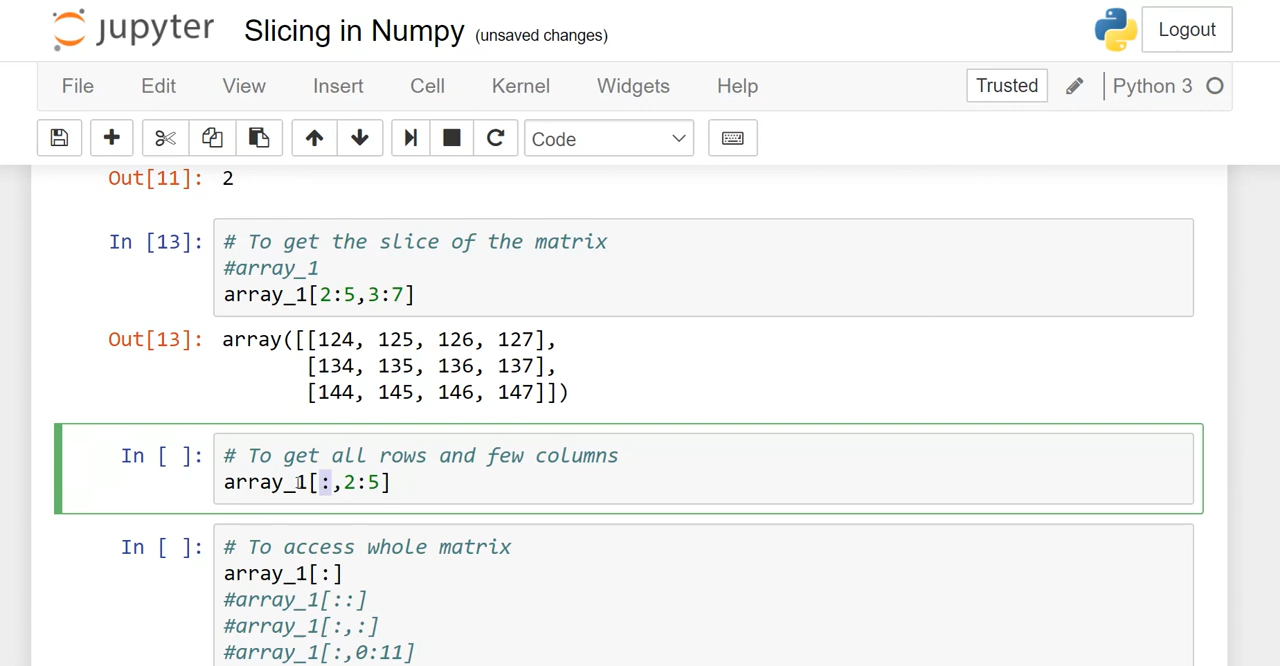 jupyter Slicing in Numpy (unsaved changes) Logout
File Edit View Insert Cell Kernel Widgets Help Trusted Python 3
Code
Out[11]: 2
In [13]: # To get the slice of the matrix
#array_1
array_1[2:5,3:7]
Out[13]: array([[124, 125, 126, 127],
[134, 135, 136, 137],
[144, 145, 146, 147]])
In [ ]: # To get all rows and few columns
array_1[:,2:5]
In [ ]: # To access whole matrix
array_1[:]
#array_1[::]
#array_1[:,:]
#array_1[:,0:11]